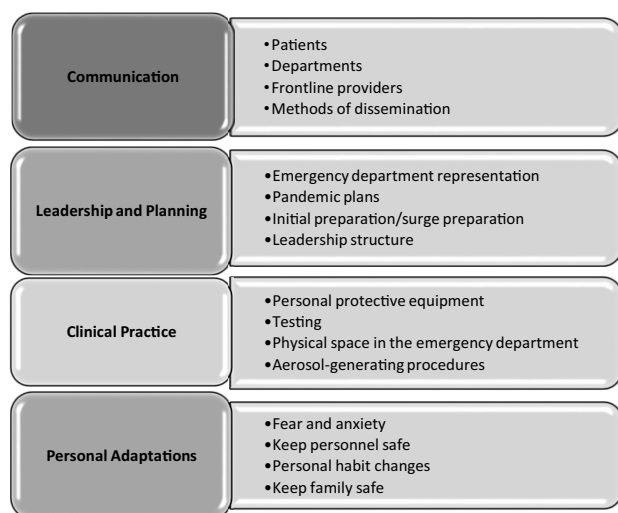 Communication
•Patients
•Departments
•Frontline providers
•Methods of dissemination
Leadership and Planning
•Emergency department representation
•Pandemic plans
•Initial preparation/surge preparation
•Leadership structure
Clinical Practice
•Personal protective equipment
•Testing
•Physical space in the emergency department
•Aerosol-generating procedures
Personal Adaptations
•Fear and anxiety
•Keep personnel safe
•Personal habit changes
•Keep family safe